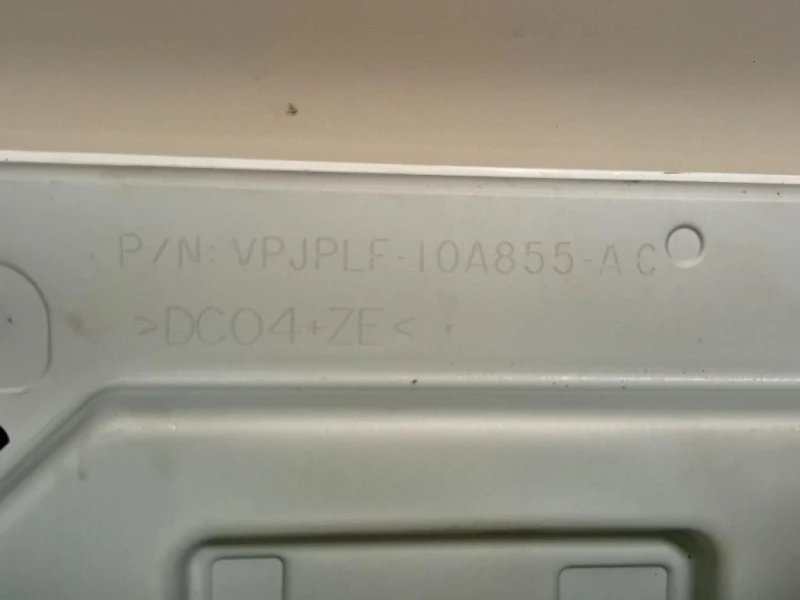 P/N: VPJPLF-10A855-AC
>DC04+ZE<